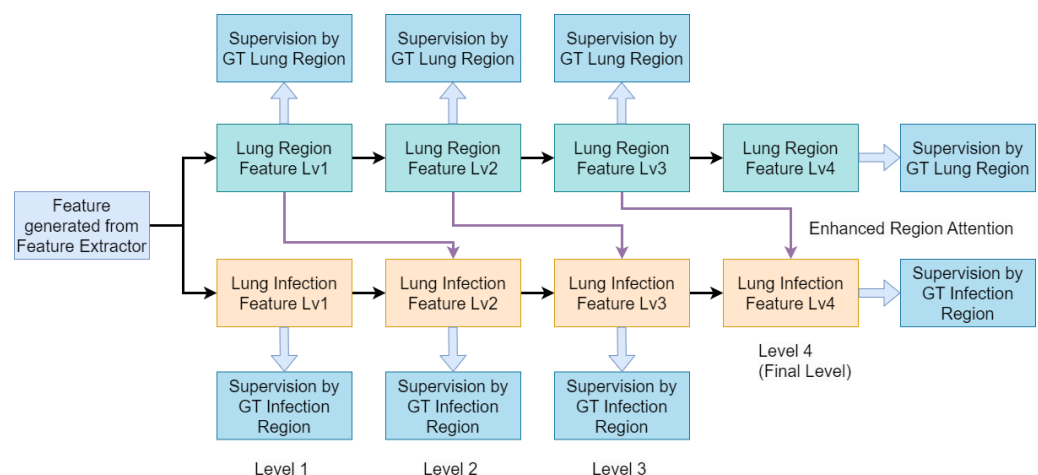 Supervision by
GT Lung Region
Supervision by
GT Lung Region
Supervision by
GT Lung Region
Lung Region
Feature Lv1
Lung Region
Feature Lv2
Lung Region
Feature Lv3
Lung Region
Feature Lv4
Supervision by
GT Lung Region
Feature
generated from
Feature Extractor
Enhanced Region Attention
Lung Infection
Feature Lv1
Lung Infection
Feature Lv2
Lung Infection
Feature Lv3
Lung Infection
Feature Lv4
Supervision by
GT Infection
Region
Level 4
(Final Level)
Supervision by
GT Infection
Region
Supervision by
GT Infection
Region
Supervision by
GT Infection
Region
Level 1
Level 2
Level 3